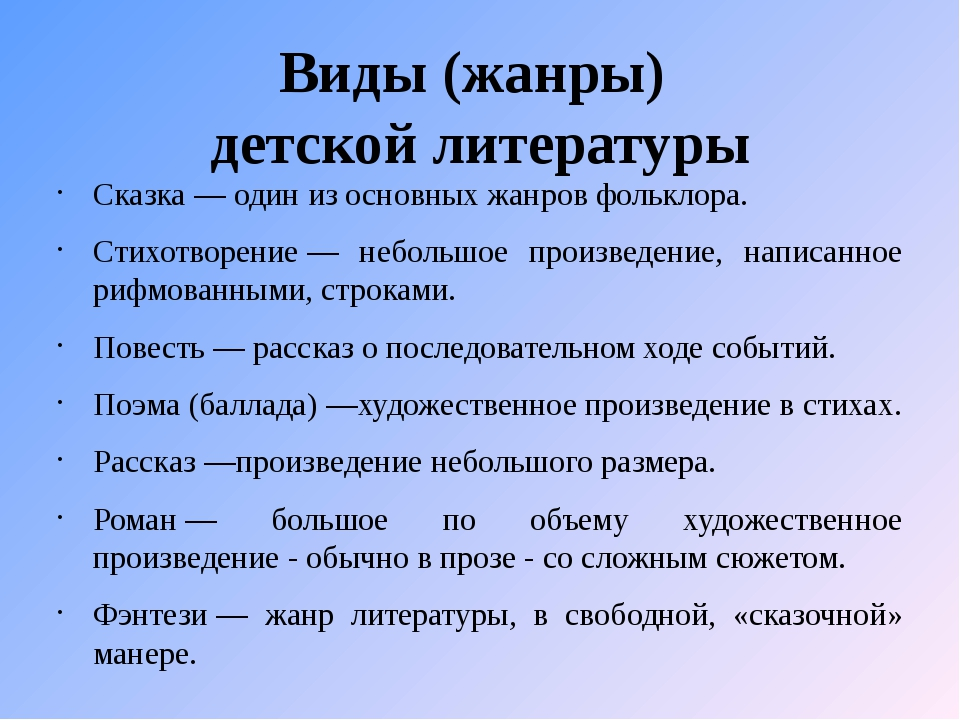 Виды (жанры)
детской литературы
· Сказка — один из основных жанров фольклора.
· Стихотворение — небольшое произведение, написанное
рифмованными, строками.
· Повесть — рассказ о последовательном ходе событий.
· Поэма (баллада) —художественное произведение в стихах.
· Рассказ —произведение небольшого размера.
· Роман — большое по объему художественное
произведение - обычно в прозе - со сложным сюжетом.
· Фэнтези — жанр литературы, в свободной, «сказочной»
манере.